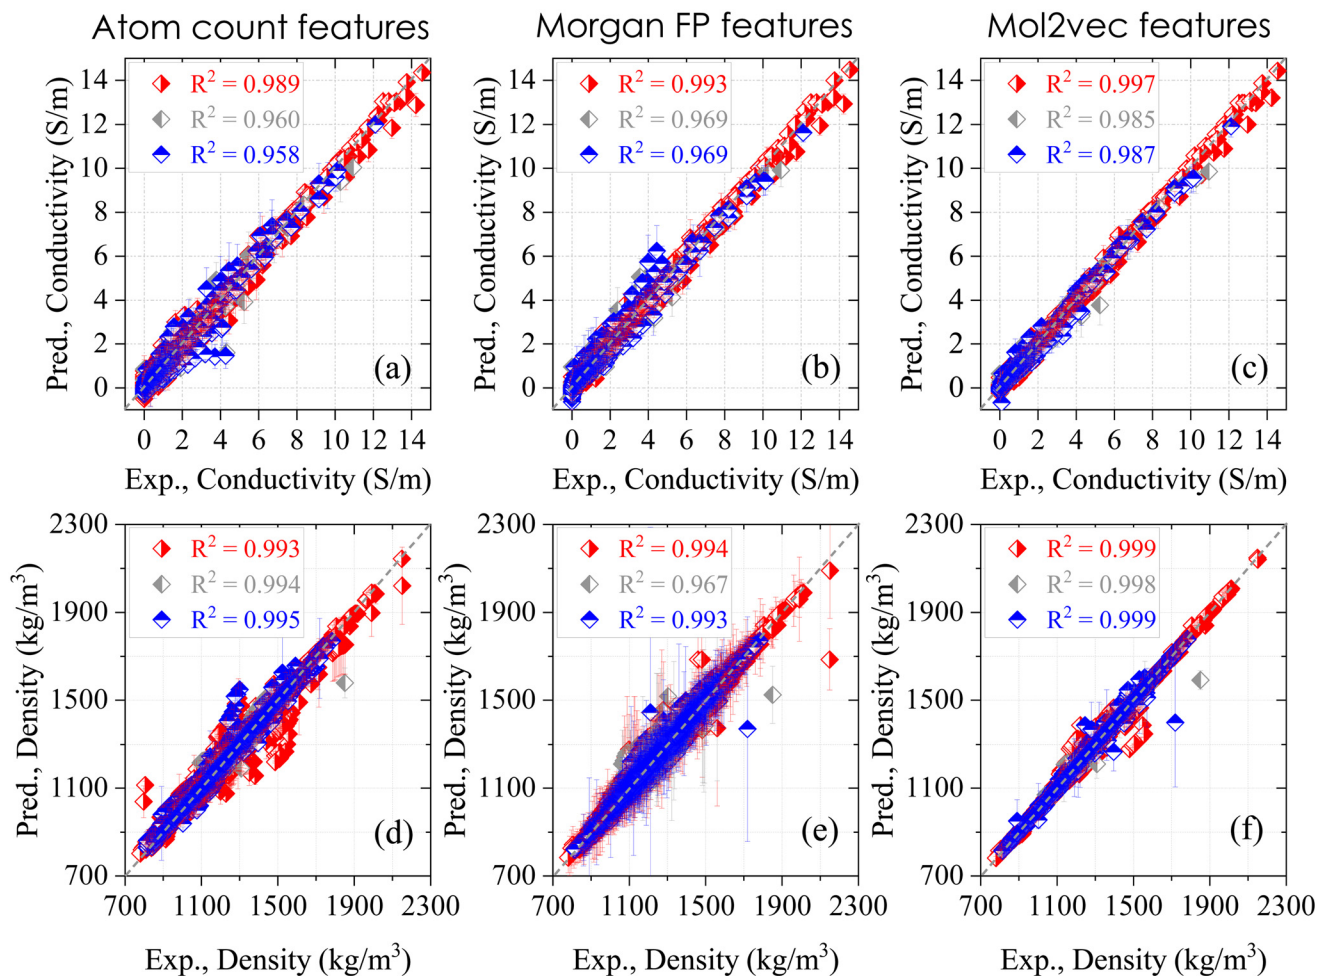 Atom count features
Morgan FP features
Mol2vec features
Pred., Conductivity (S/m)
14
12
10
8
6
4
2
0
R² = 0.989
R² = 0.960
R² = 0.958
(a)
0 2 4 6 8 10 12 14
Exp., Conductivity (S/m)
Pred., Conductivity (S/m)
14
12
10
8
6
4
2
0
R² = 0.993
R² = 0.969
R² = 0.969
(b)
0 2 4 6 8 10 12 14
Exp., Conductivity (S/m)
Pred., Conductivity (S/m)
14
12
10
8
6
4
2
0
R² = 0.997
R² = 0.985
R² = 0.987
(c)
0 2 4 6 8 10 12 14
Exp., Conductivity (S/m)
Pred., Density (kg/m³)
2300
1900
1500
1100
700
R² = 0.993
R² = 0.994
R² = 0.995
(d)
700 1100 1500 1900 2300
Exp., Density (kg/m³)
Pred., Density (kg/m³)
2300
1900
1500
1100
700
R² = 0.994
R² = 0.967
R² = 0.993
(e)
700 1100 1500 1900 2300
Exp., Density (kg/m³)
Pred., Density (kg/m³)
2300
1900
1500
1100
700
R² = 0.999
R² = 0.998
R² = 0.999
(f)
700 1100 1500 1900 2300
Exp., Density (kg/m³)